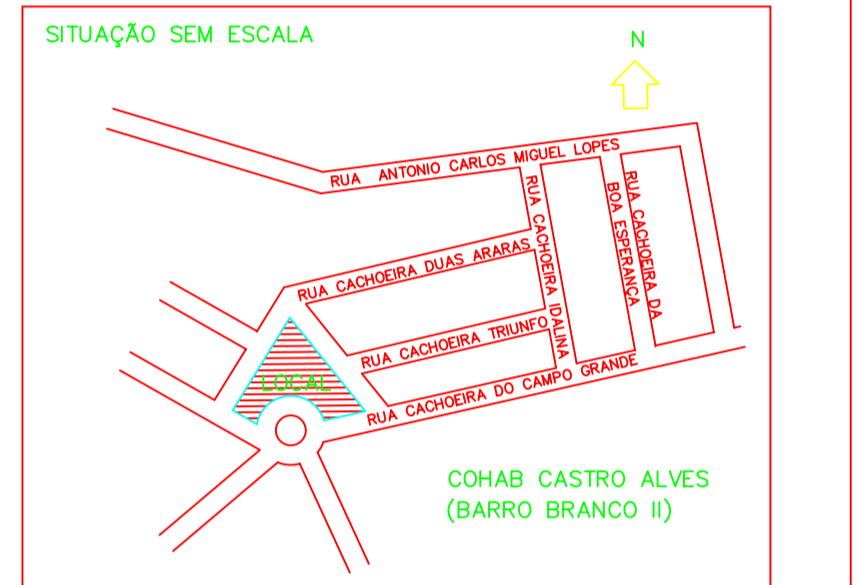 SITUAÇÃO SEM ESCALA
N
RUA ANTONIO CARLOS MIGUEL LOPES
RUA CACHOEIRA DA
BOA ESPERANÇA
RUA CACHOEIRA IDALINA
RUA CACHOEIRA DUAS ARARAS
RUA CACHOEIRA TRIUNFO
LOCAL
RUA CACHOEIRA DO CAMPO GRANDE
COHAB CASTRO ALVES
(BARRO BRANCO II)